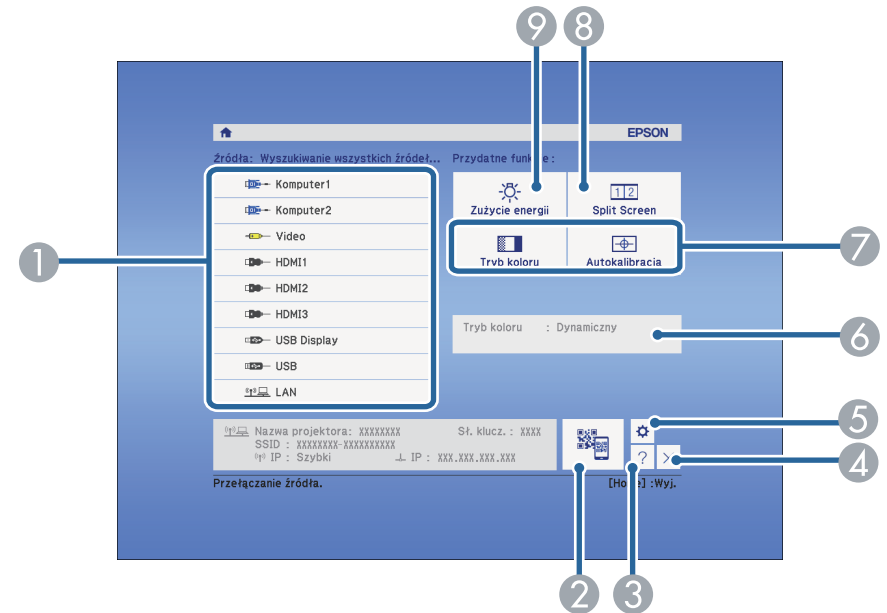 9 8
EPSON
Źródła: Wyszukiwanie wszystkich źródeł... Przydatne funkcje :
Komputer1
Komputer2
Video
HDMI1
HDMI2
HDMI3
USB Display
USB
LAN
1
Zużycie energii
1 2
Split Screen
Tryb koloru
Autokalibracja
7
Tryb koloru : Dynamiczny
6
Nazwa projektora: XXXXXXXX Sł. klucz. : XXXX
SSID : XXXXXXXX-XXXXXXXXXX
IP : Szybki IP : XXX.XXX.XXX.XXX
5
? >
4
Przełączanie źródła. [Home] :Wyj.
2 3